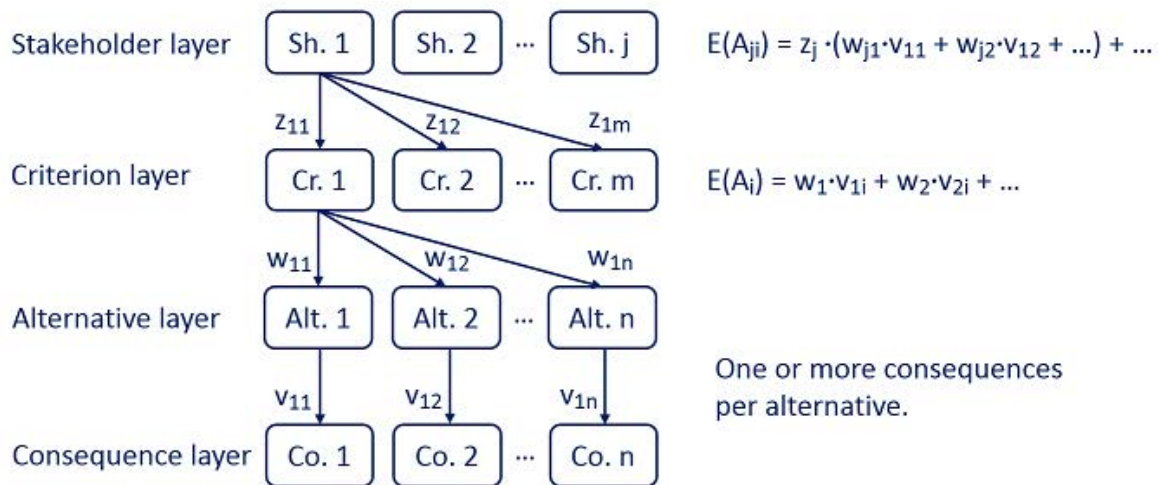 Stakeholder layer Sh. 1 Sh. 2 ... Sh. j E(Aji) = zj ·(wj1·v11 + wj2·v12 + ...) + ...
z11 z12 z1m
Criterion layer Cr. 1 Cr. 2 ... Cr. m E(Ai) = w1·v1i + w2·v2i + ...
w11 w12 w1n
Alternative layer Alt. 1 Alt. 2 ... Alt. n
One or more consequences
v11 v12 v1n per alternative.
Consequence layer Co. 1 Co. 2 ... Co. n